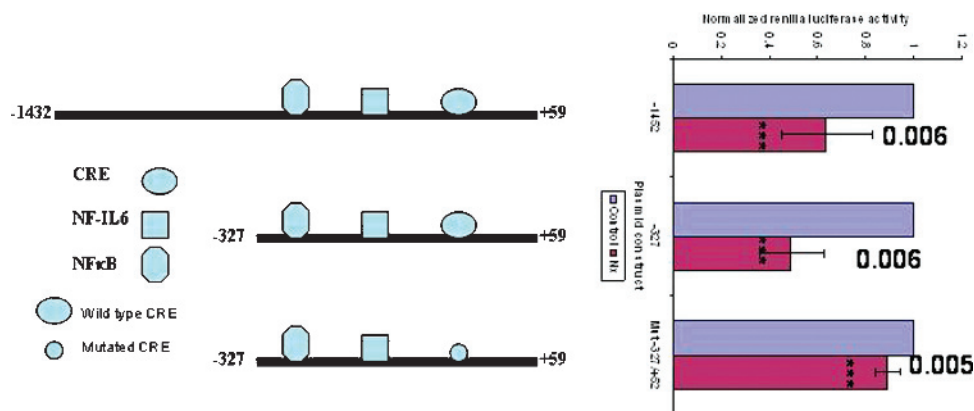 -1432
+59
CRE
NF-IL6
NFκB
Wild type CRE
Mutated CRE
-327
+59
-327
+59
Normalized renilla luciferase activity
0 0.2 0.4 0.6 0.8 1 1.2
-1452
***
0.006
-327
***
0.006
Mut-327/+52
***
0.005
Plasmid construct
Control Nx